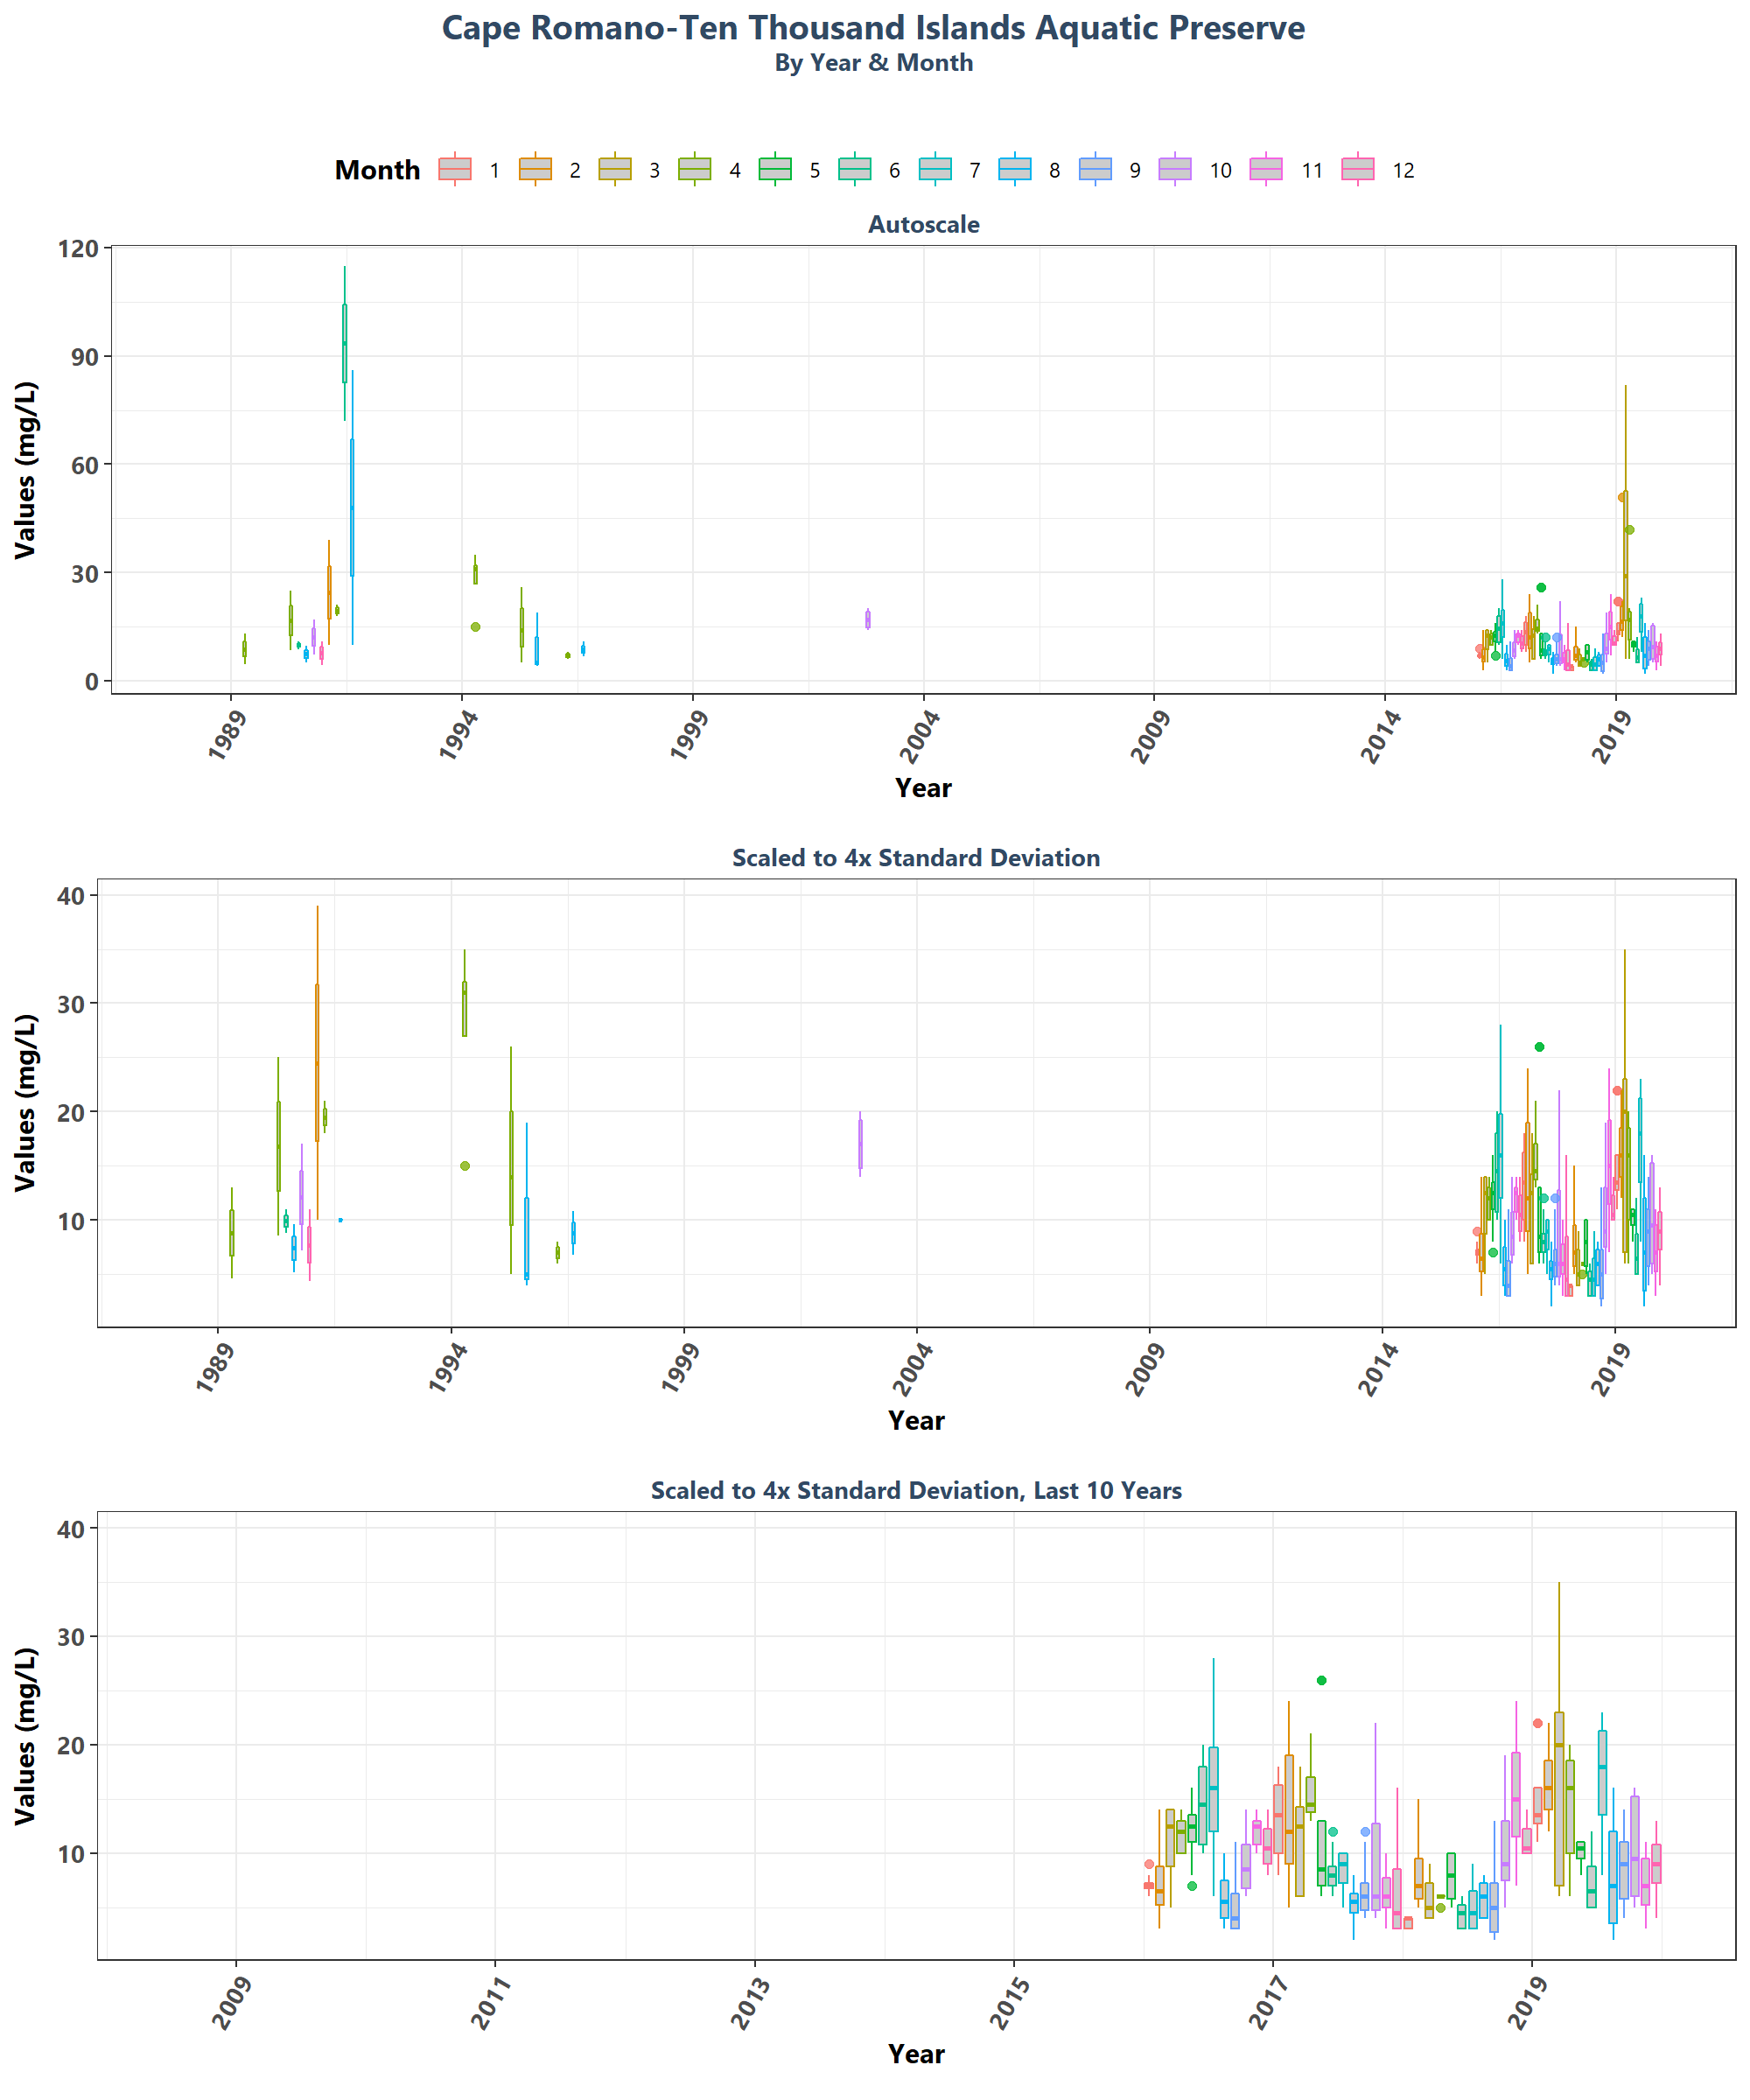 Cape Romano-Ten Thousand Islands Aquatic Preserve
By Year & Month
Month 1 2 3 4 5 6 7 8 9 10 11 12
Autoscale
Values (mg/L)
120
90
60
30
0
1989 1994 1999 2004 2009 2014 2019
Year
Scaled to 4x Standard Deviation
Values (mg/L)
40
30
20
10
1989 1994 1999 2004 2009 2014 2019
Year
Scaled to 4x Standard Deviation, Last 10 Years
Values (mg/L)
40
30
20
10
2009 2011 2013 2015 2017 2019
Year